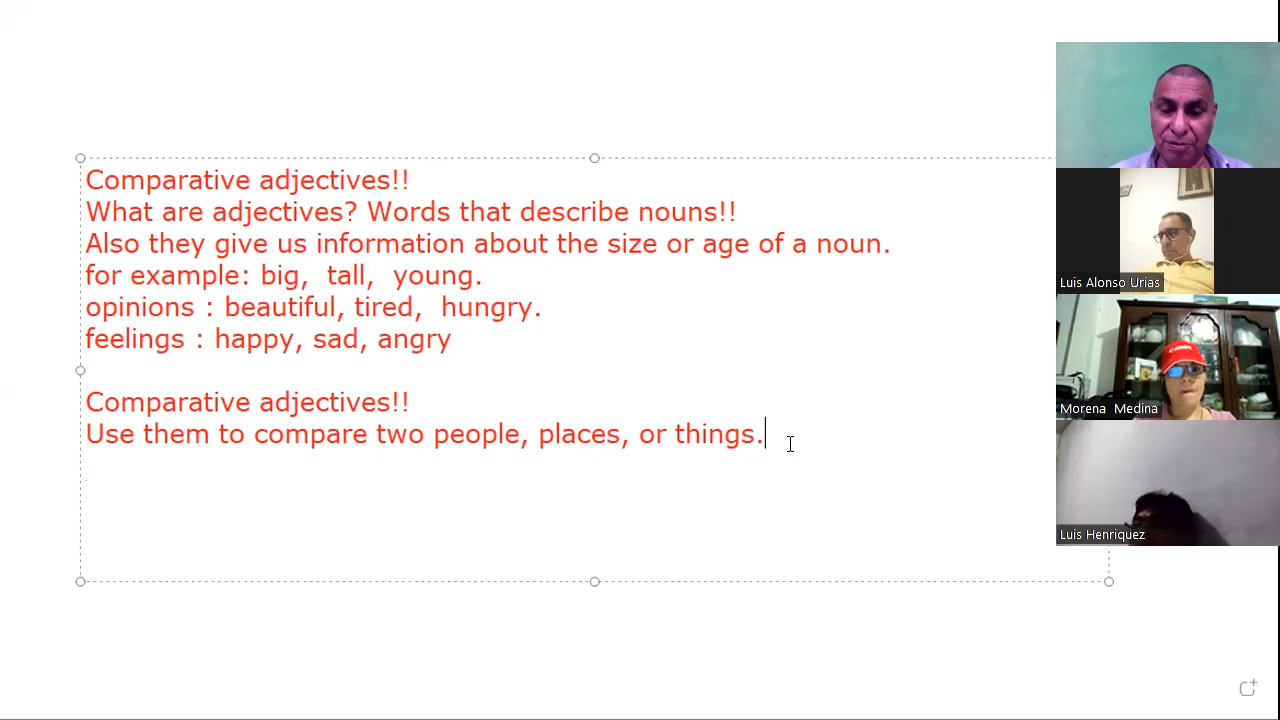 Comparative adjectives!!
What are adjectives? Words that describe nouns!!
Also they give us information about the size or age of a noun.
for example: big,  tall,  young.
opinions : beautiful, tired,  hungry.
feelings : happy, sad, angry
Comparative adjectives!!
Use them to compare two people, places, or things.
Luis Alonso Urias
Canon
Morena  Medina
Luis Henriquez